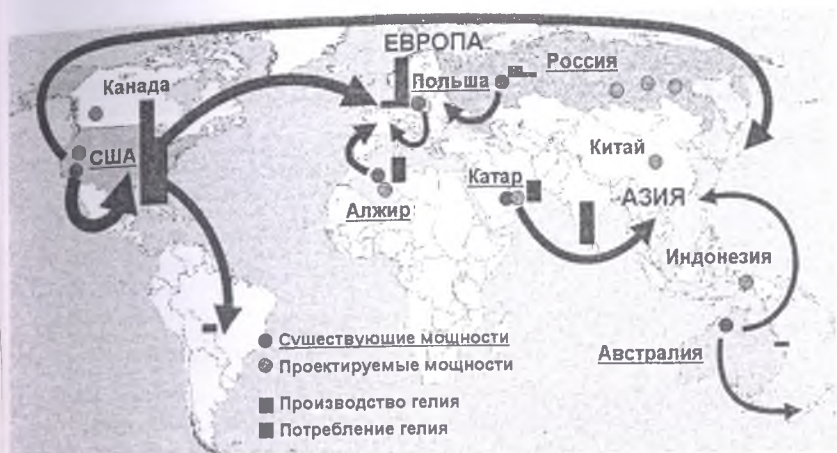 ЕВРОПА
Россия
Польша
Канада
США
Китай
Катар
АЗИЯ
Алжир
Индонезия
Австралия
Существующие мощности
Проектируемые мощности
Производство гелия
Потребление гелия